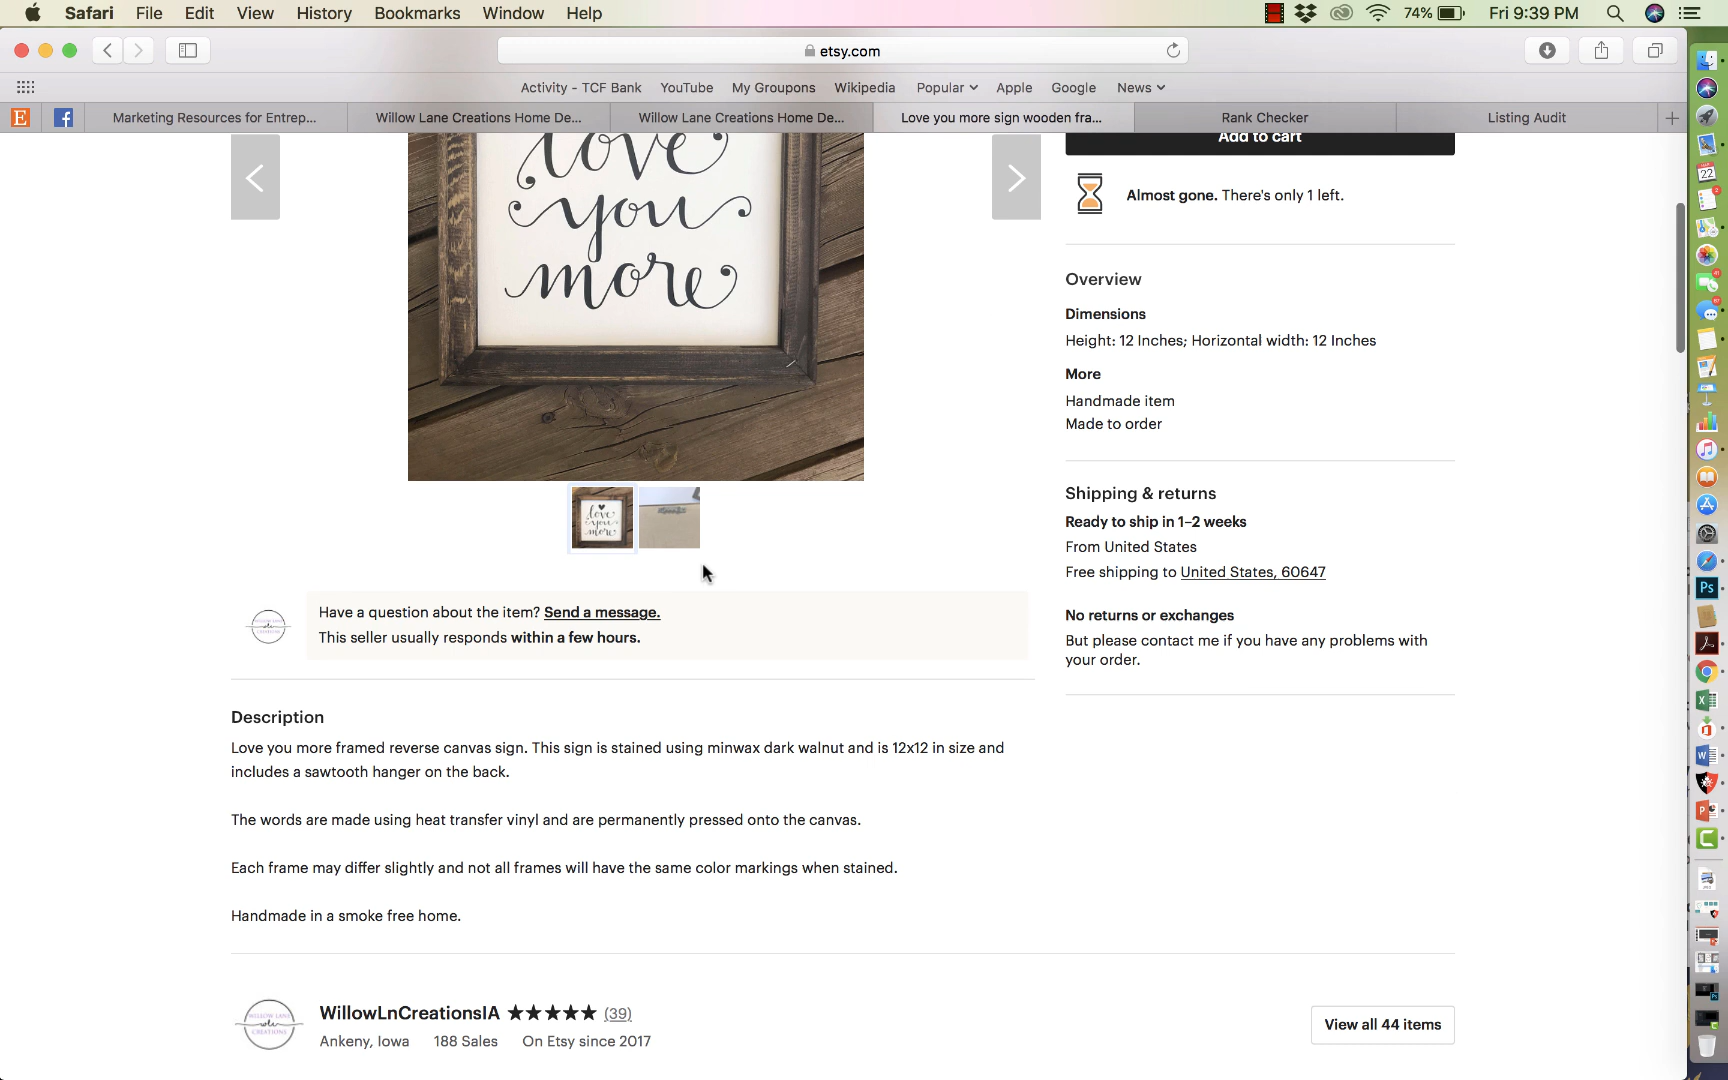 Safari File Edit View History Bookmarks Window Help 74% Fri 9:39 PM
etsy.com
Activity - TCF Bank YouTube My Groupons Wikipedia Popular Apple Google News
Marketing Resources for Entrep... Willow Lane Creations Home De... Willow Lane Creations Home De... Love you more sign wooden fra... Rank Checker Listing Audit
Add to cart
love
you
more
Almost gone. There's only 1 left.
Overview
Dimensions
Height: 12 Inches; Horizontal width: 12 Inches
More
Handmade item
Made to order
Shipping & returns
Ready to ship in 1–2 weeks
From United States
Free shipping to United States, 60647
No returns or exchanges
But please contact me if you have any problems with
your order.
love
you
more
Have a question about the item? Send a message.
This seller usually responds within a few hours.
Description
Love you more framed reverse canvas sign. This sign is stained using minwax dark walnut and is 12x12 in size and
includes a sawtooth hanger on the back.
The words are made using heat transfer vinyl and are permanently pressed onto the canvas.
Each frame may differ slightly and not all frames will have the same color markings when stained.
Handmade in a smoke free home.
WILLOW LANE
CREATIONS
WillowLnCreationsIA ★★★★★ (39)
Ankeny, Iowa 188 Sales On Etsy since 2017
View all 44 items